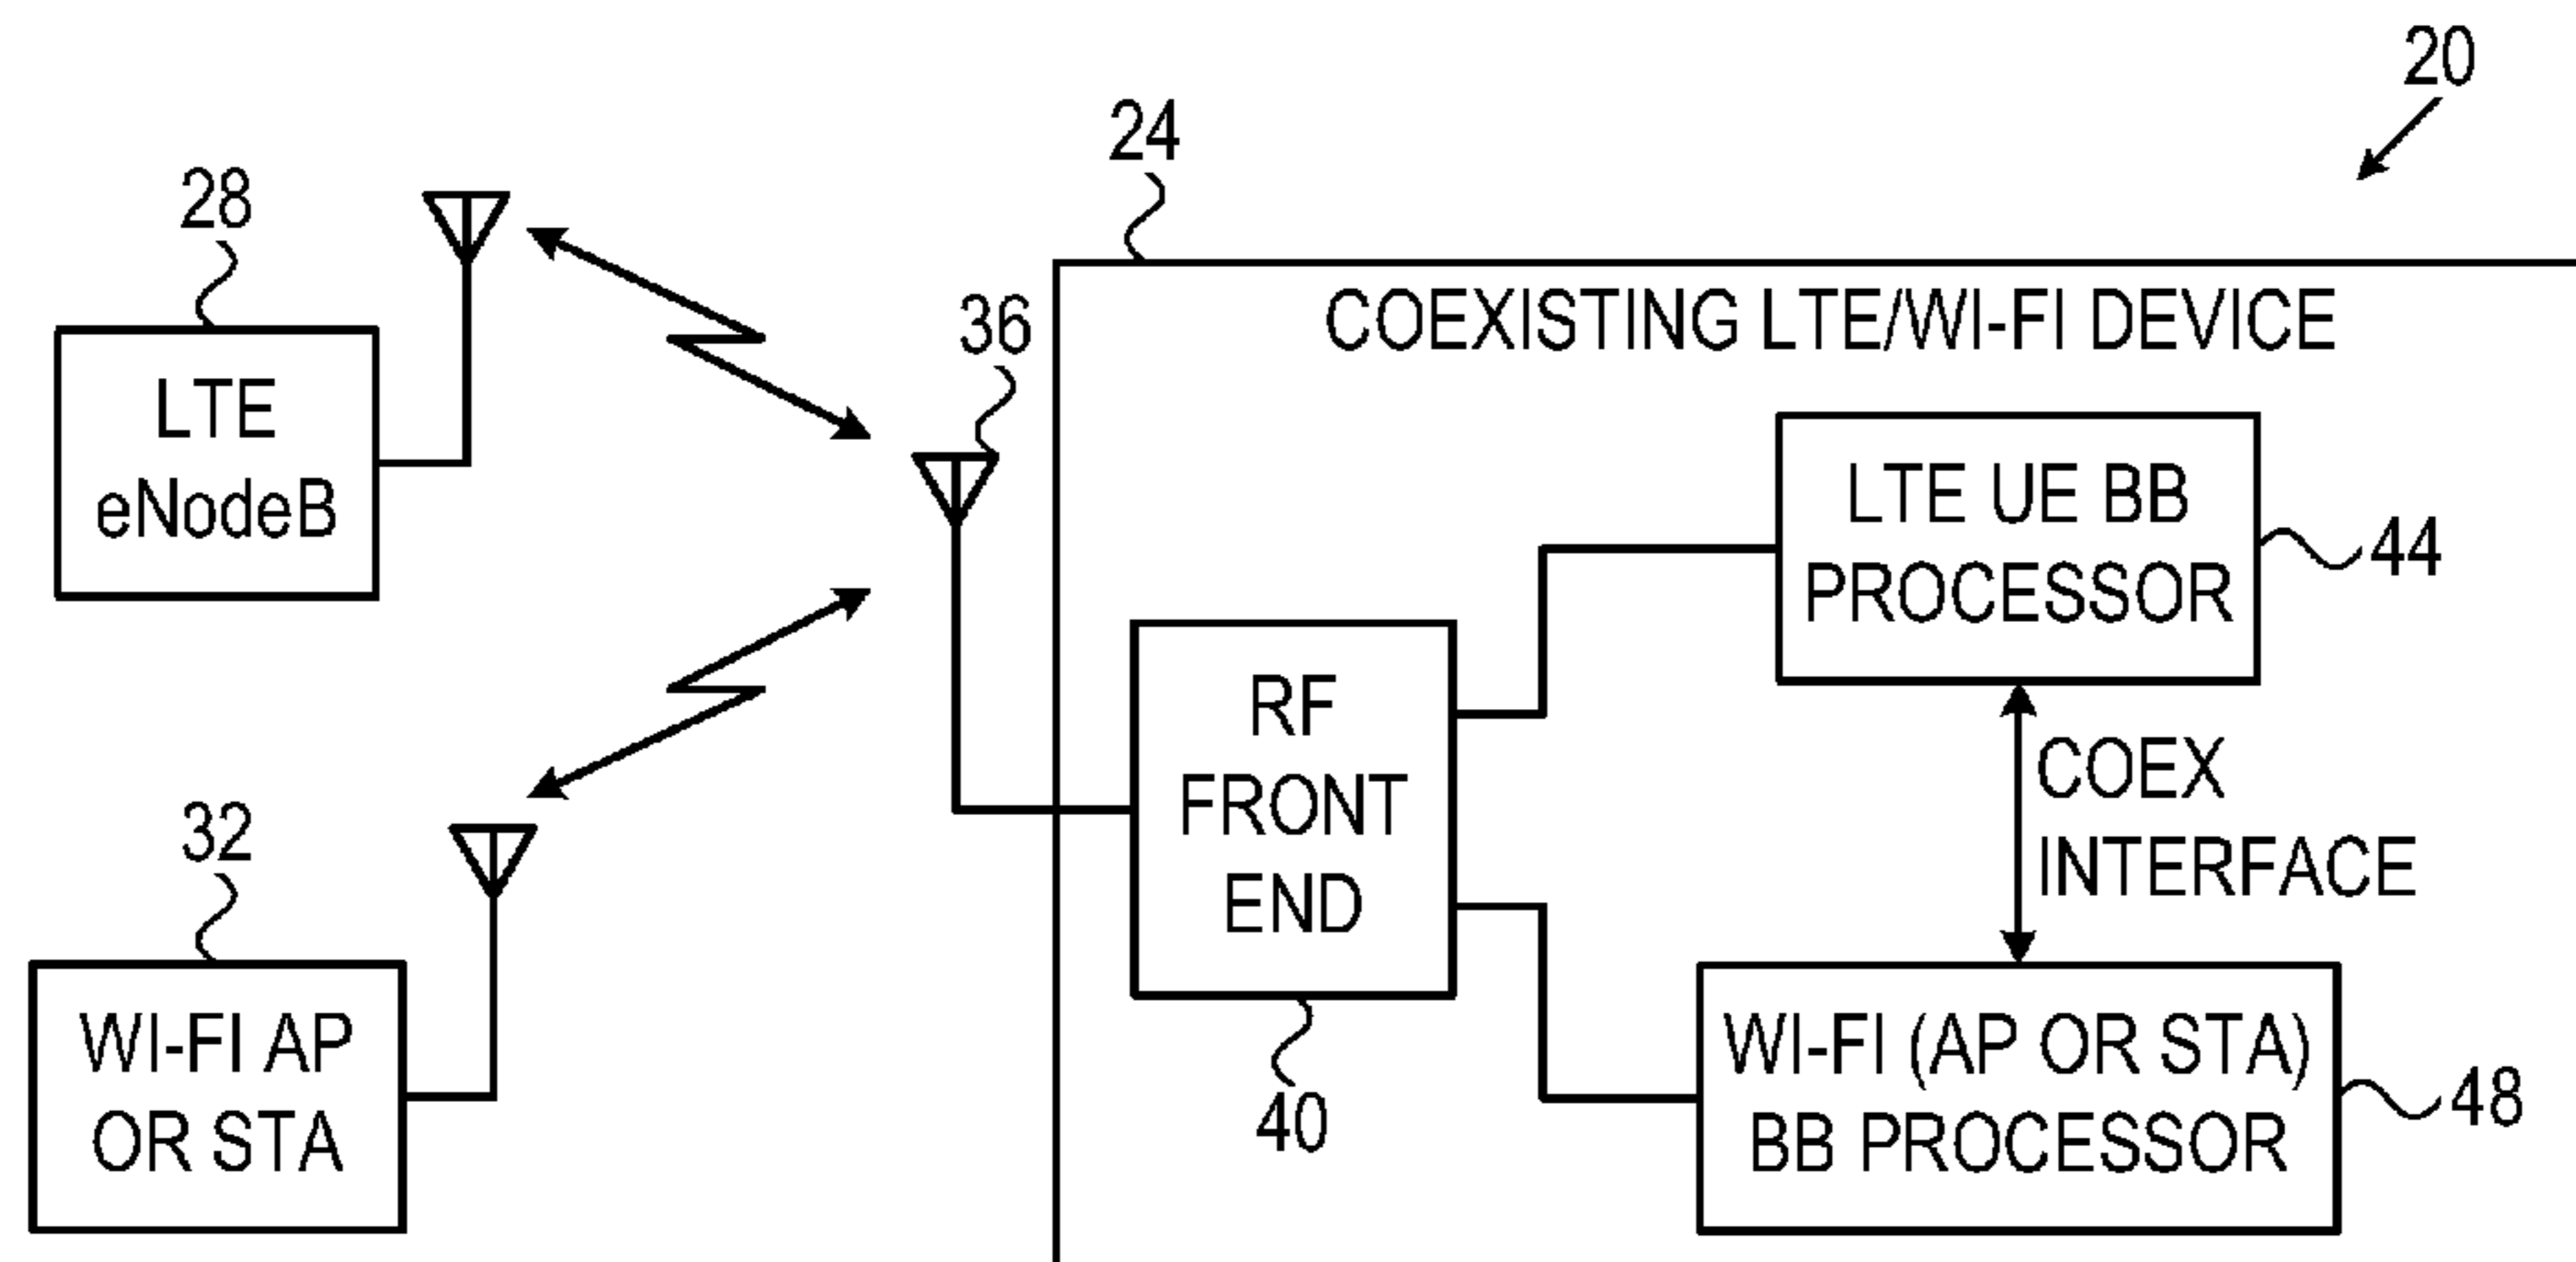 20
24
28
36
COEXISTING LTE/WI-FI DEVICE
LTE
eNodeB
LTE UE BB
PROCESSOR
44
RF
FRONT
END
40
COEX
INTERFACE
32
WI-FI AP
OR STA
WI-FI (AP OR STA)
BB PROCESSOR
48